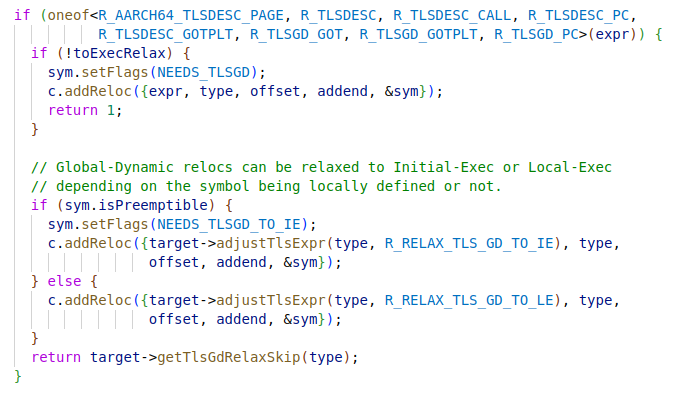 if (oneof<R_AARCH64_TLSDESC_PAGE, R_TLSDESC, R_TLSDESC_CALL, R_TLSDESC_PC,
          R_TLSDESC_GOTPLT, R_TLSGD_GOT, R_TLSGD_GOTPLT, R_TLSGD_PC>(expr)) {
  if (!toExecRelax) {
    sym.setFlags(NEEDS_TLSGD);
    c.addReloc({expr, type, offset, addend, &sym});
    return 1;
  }

  // Global-Dynamic relocs can be relaxed to Initial-Exec or Local-Exec
  // depending on the symbol being locally defined or not.
  if (sym.isPreemptible) {
    sym.setFlags(NEEDS_TLSGD_TO_IE);
    c.addReloc({target->adjustTlsExpr(type, R_RELAX_TLS_GD_TO_IE), type,
                offset, addend, &sym});
  } else {
    c.addReloc({target->adjustTlsExpr(type, R_RELAX_TLS_GD_TO_LE), type,
                offset, addend, &sym});
  }
  return target->getTlsGdRelaxSkip(type);
}